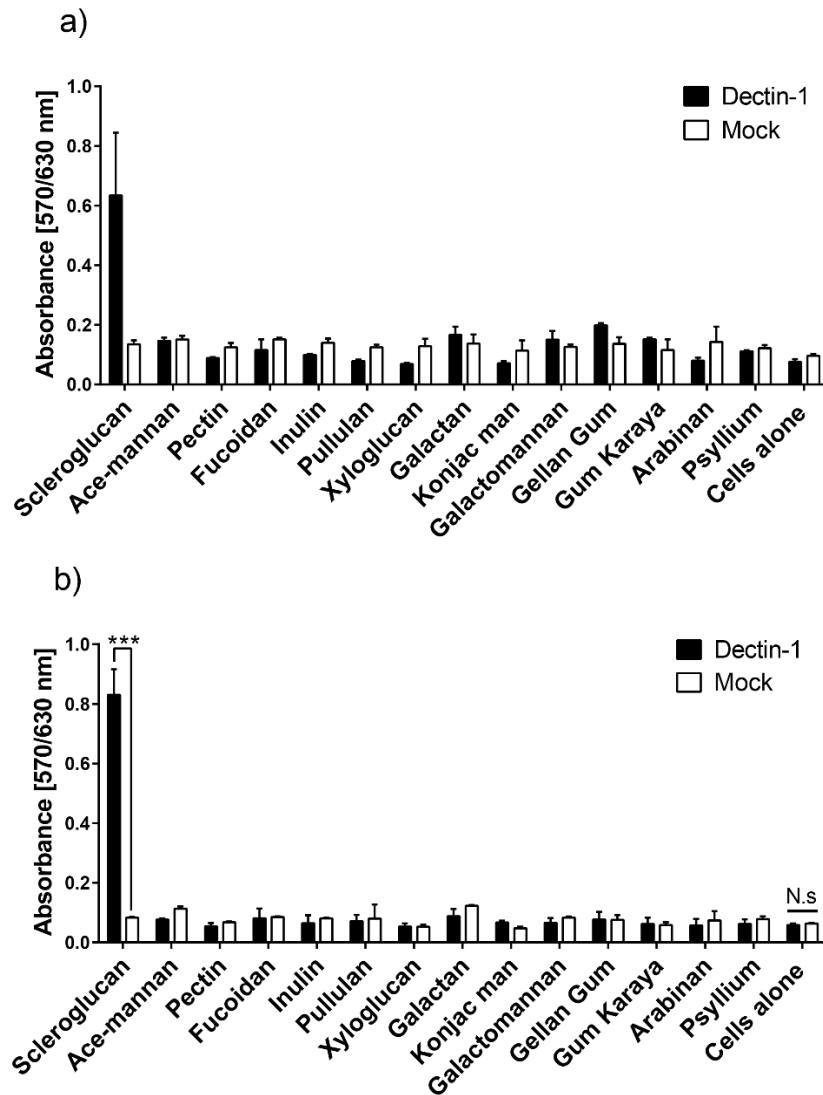 a)
Absorbance [570/630 nm]
1.0
0.8
0.6
0.4
0.2
0.0
Dectin-1
Mock
Scleroglucan
Ace-mannan
Pectin
Fucoidan
Inulin
Pullulan
Xyloglucan
Galactan
Konjac man
Galactomannan
Gellan Gum
Gum Karaya
Arabinan
Psyllium
Cells alone
b)
Absorbance [570/630 nm]
1.0
0.8
0.6
0.4
0.2
0.0
***
Dectin-1
Mock
N.s
Scleroglucan
Ace-mannan
Pectin
Fucoidan
Inulin
Pullulan
Xyloglucan
Galactan
Konjac man
Galactomannan
Gellan Gum
Gum Karaya
Arabinan
Psyllium
Cells alone